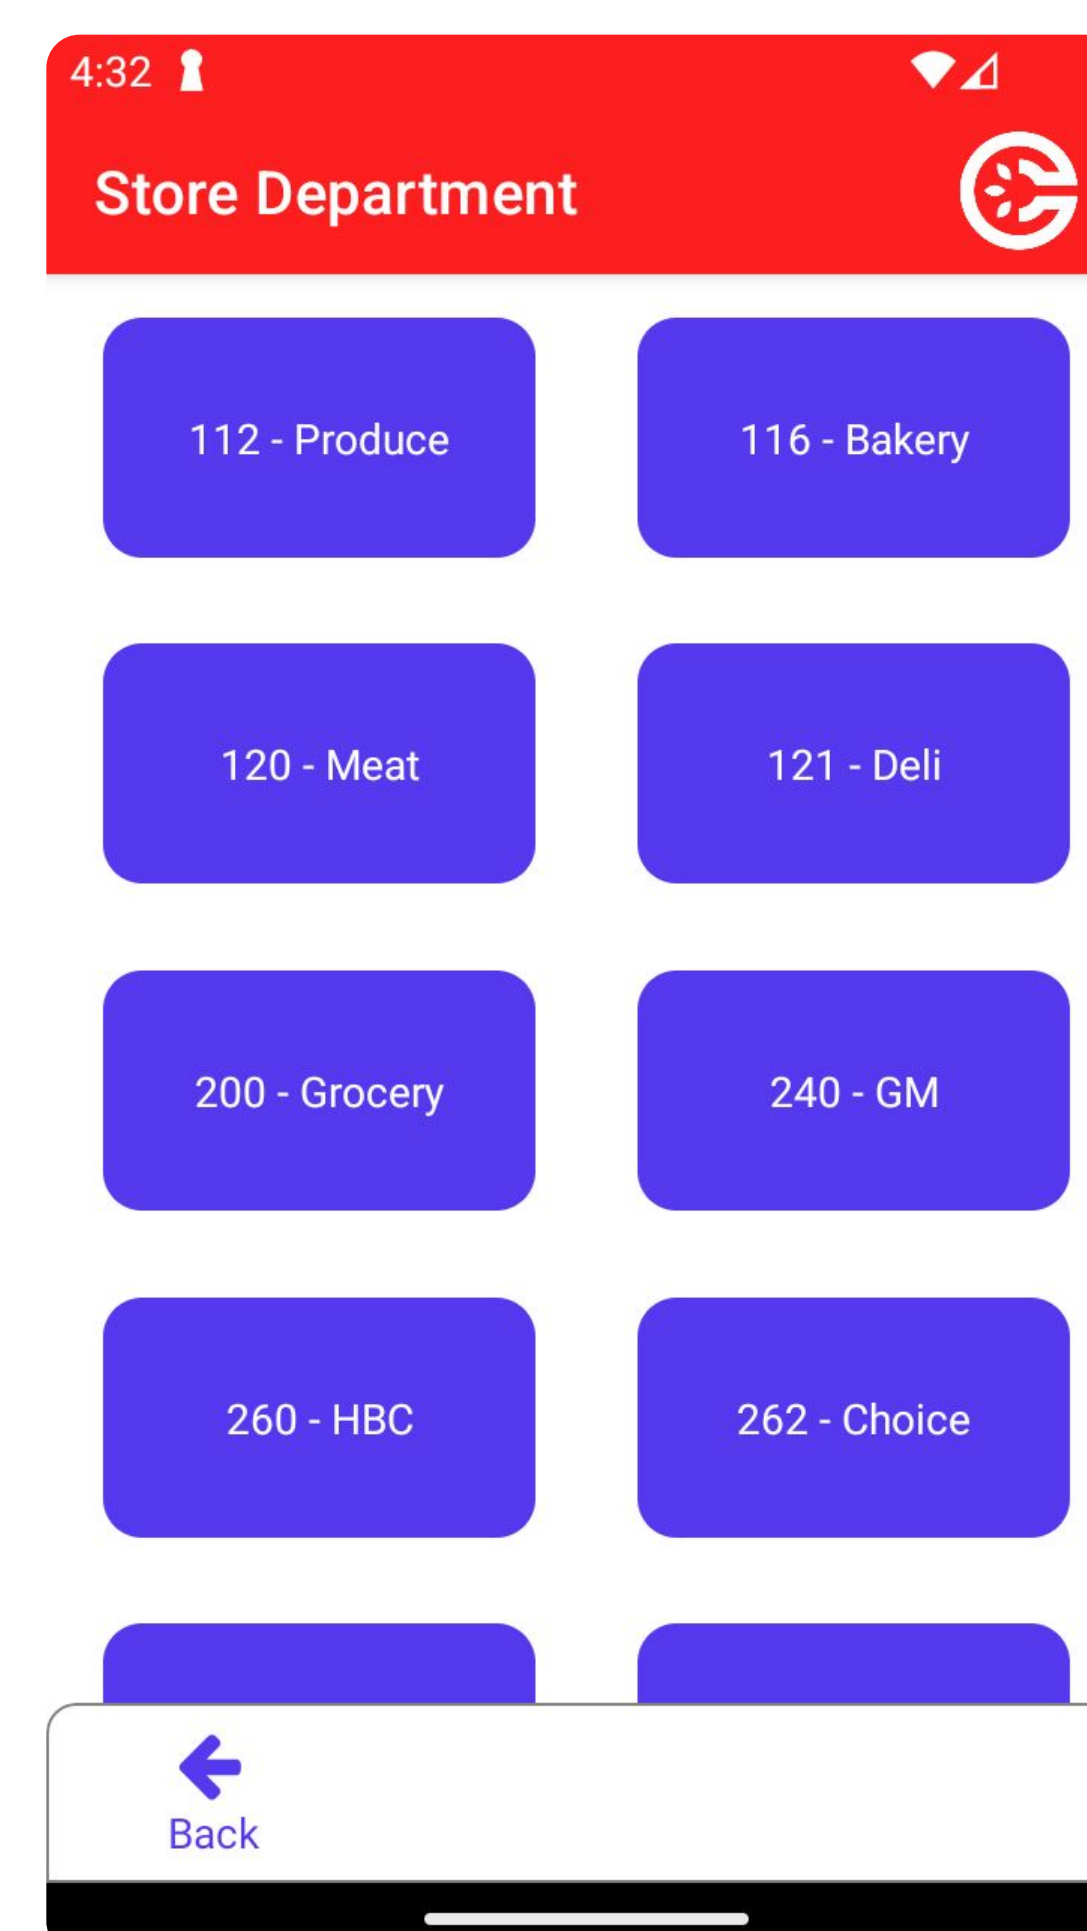 4:32
Store Department
112 - Produce
116 - Bakery
120 - Meat
121 - Deli
200 - Grocery
240 - GM
260 - HBC
262 - Choice
Back